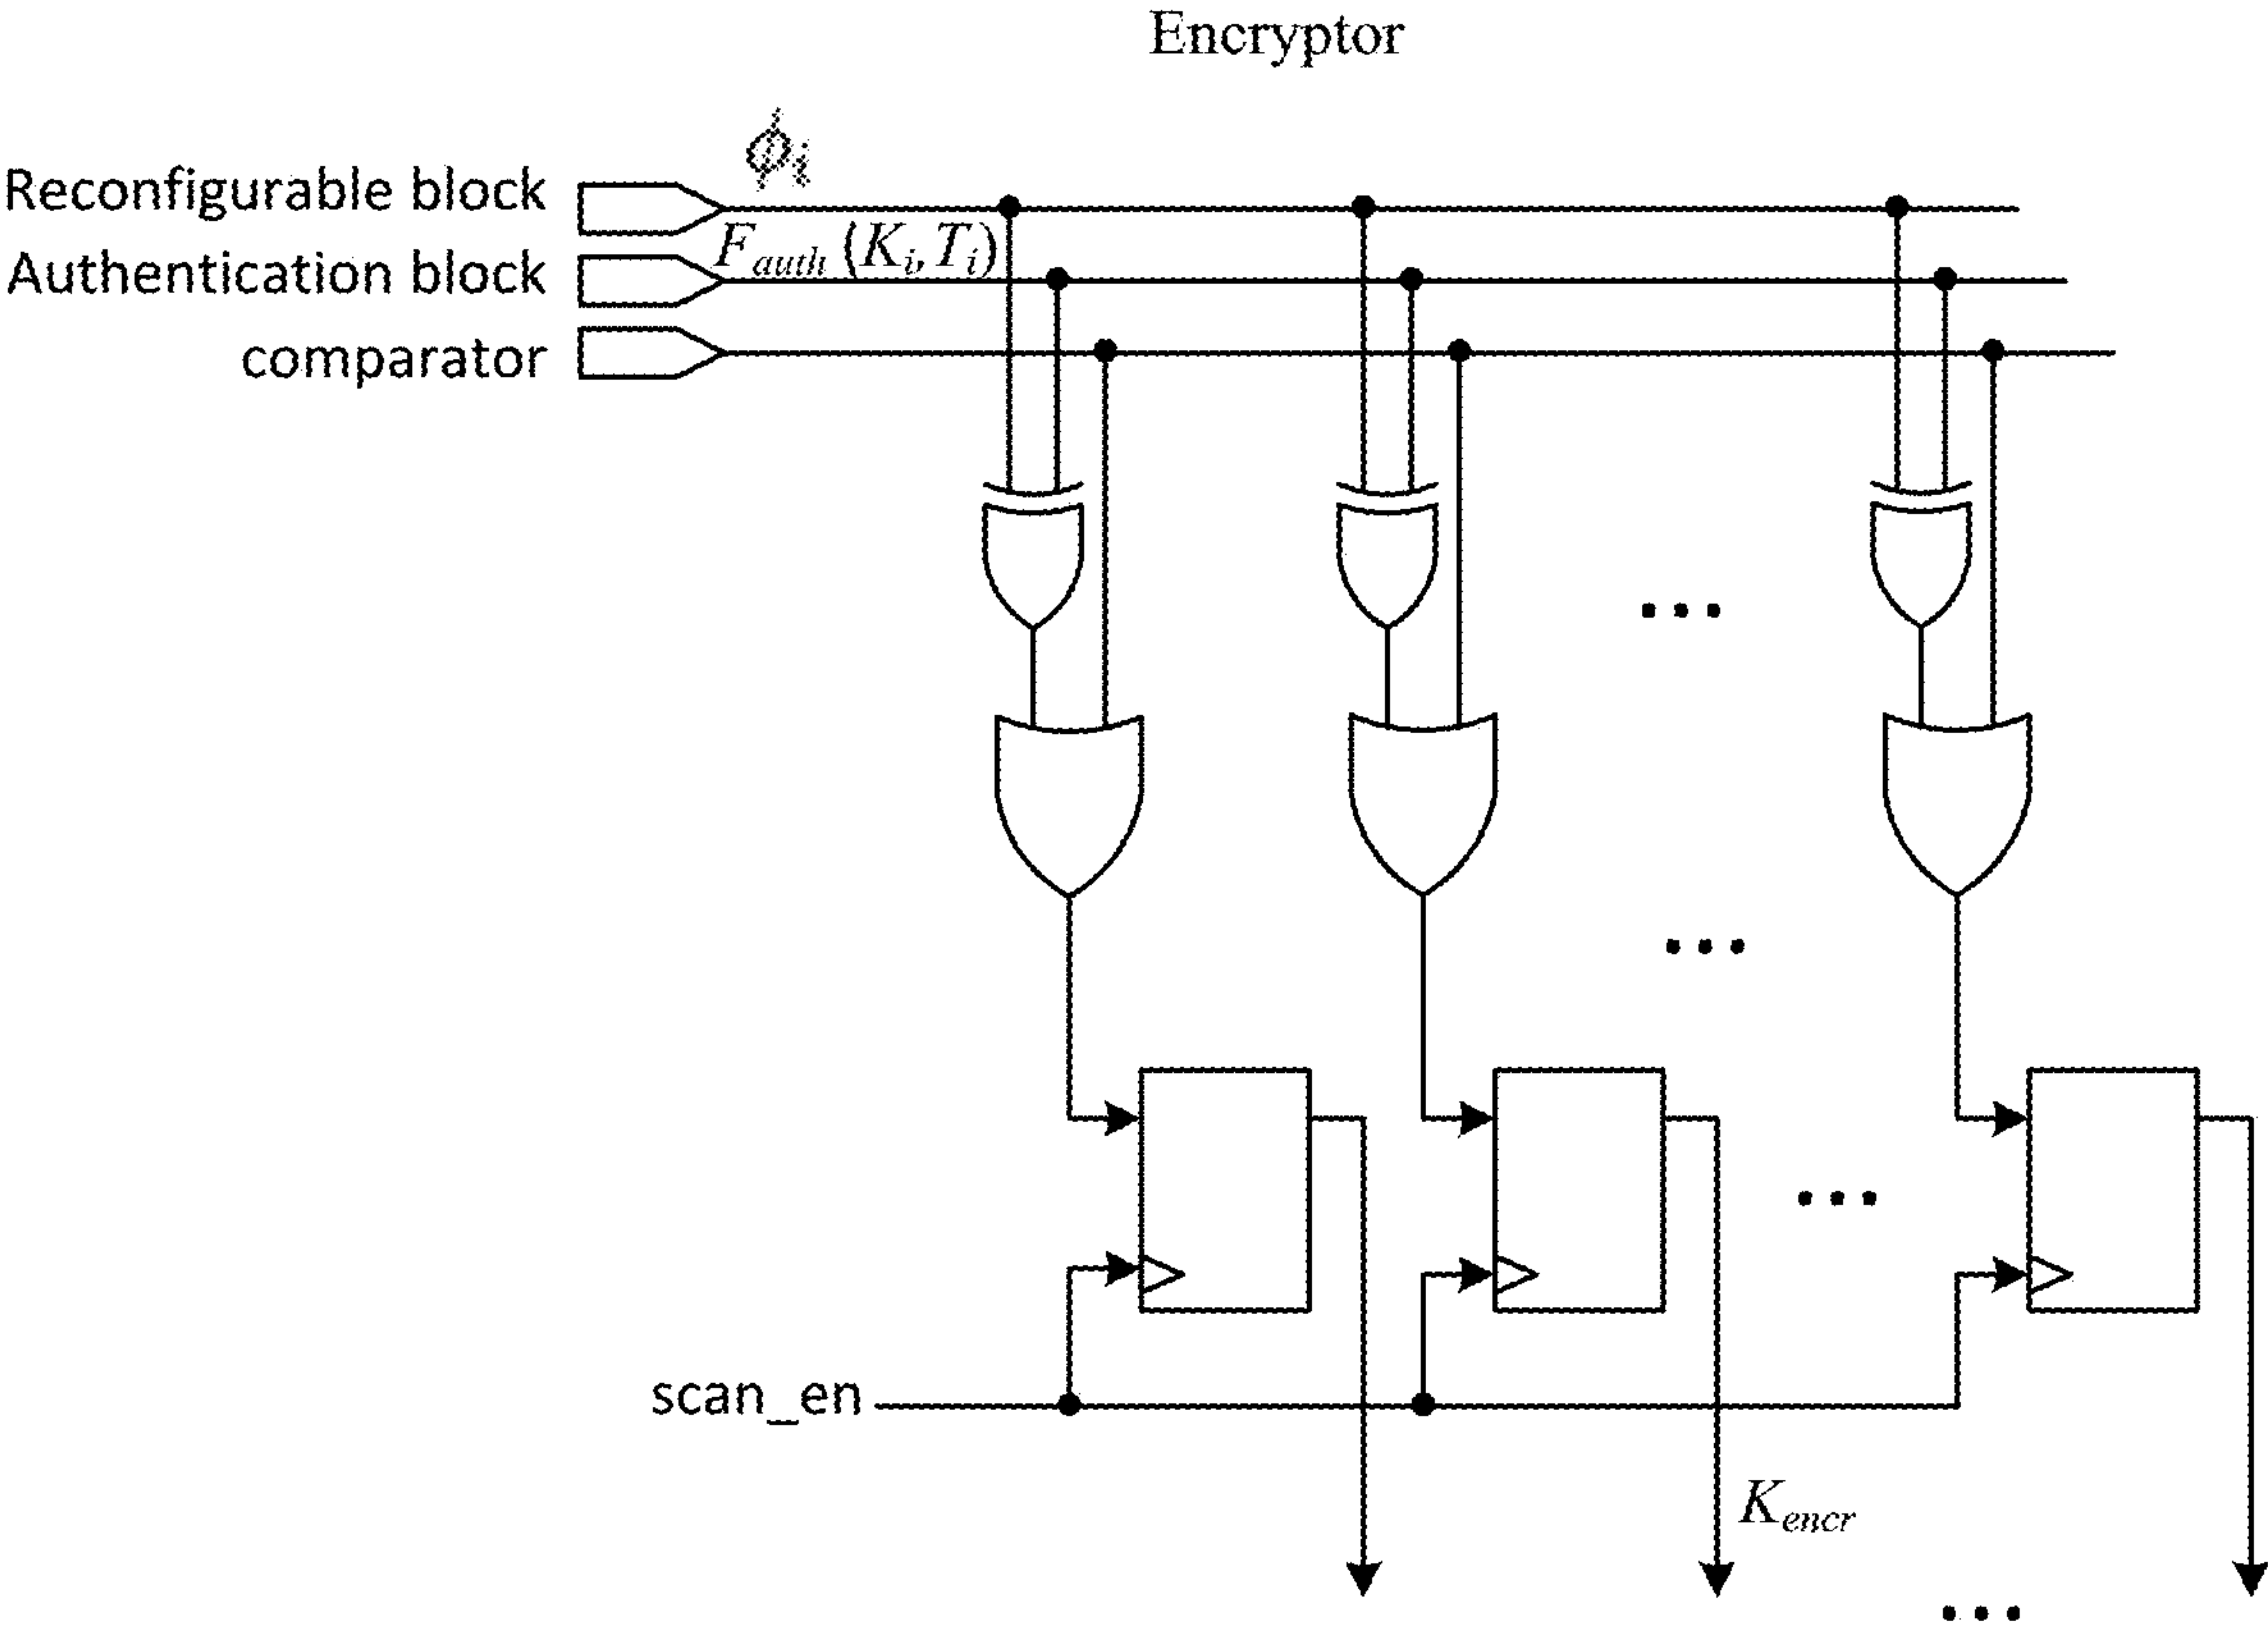 Encryptor
ϕi
Reconfigurable block
Fauth (Ki, Ti)
Authentication block
comparator
...
...
...
scan_en
Kencr
...